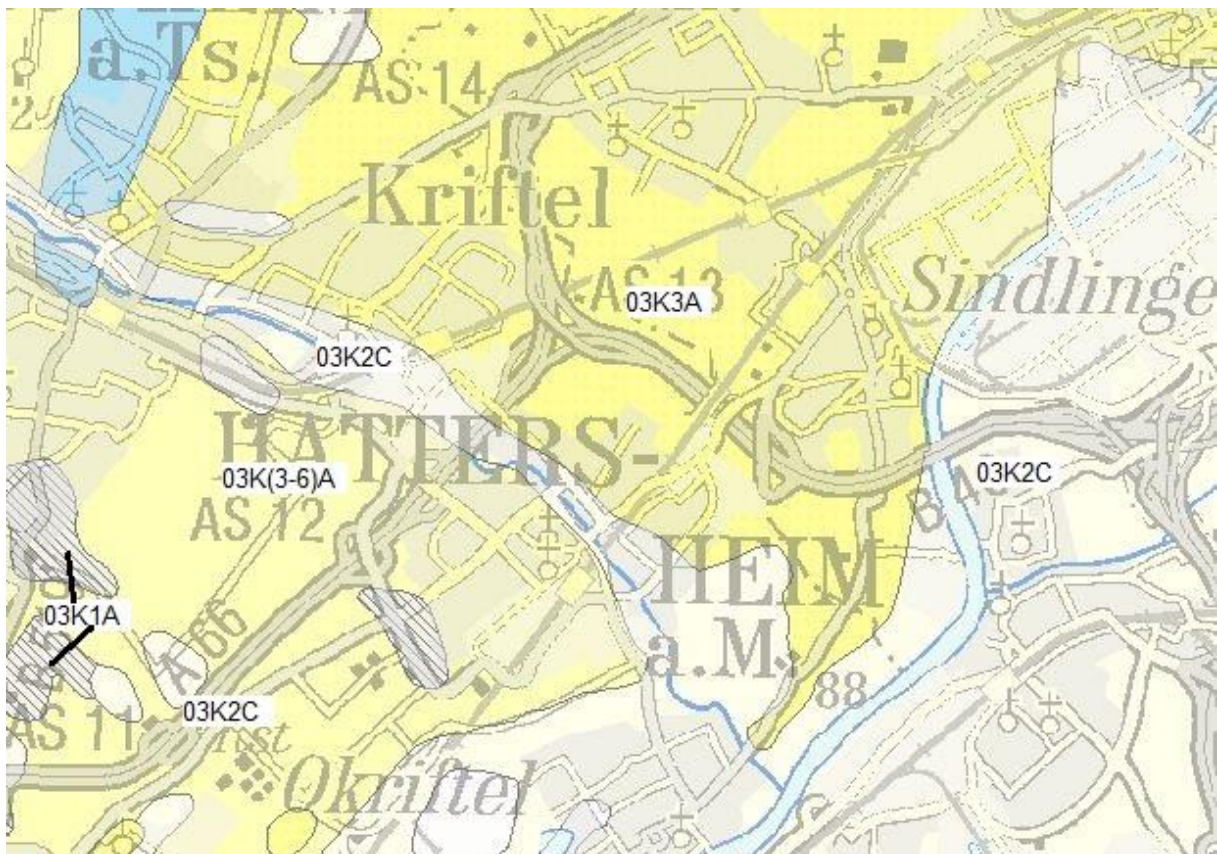 a.Ts.
AS 14
Kriftel
AS 13
03K3A
Sindlinge
03K2C
HATTERS-
03K(3-6)A
03K2C
AS 12
HEIM
03K1A
a.M.
A 66
88
03K2C
AS 11
Okriftel